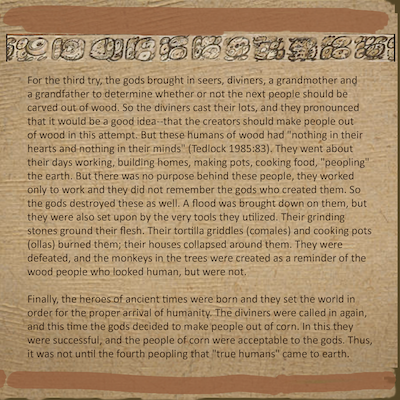 For the third try, the gods brought in seers, diviners, a grandmother and
a grandfather to determine whether or not the next people should be
carved out of wood. So the diviners cast their lots, and they pronounced
that it would be a good idea--that the creators should make people out
of wood in this attempt. But these humans of wood had "nothing in their
hearts and nothing in their minds" (Tedlock 1985:83). They went about
their days working, building homes, making pots, cooking food, "peopling"
the earth. But there was no purpose behind these people, they worked
only to work and they did not remember the gods who created them. So
the gods destroyed these as well. A flood was brought down on them, but
they were also set upon by the very tools they utilized. Their grinding
stones ground their flesh. Their tortilla griddles (comales) and cooking pots
(ollas) burned them; their houses collapsed around them. They were
defeated, and the monkeys in the trees were created as a reminder of the
wood people who looked human, but were not.
Finally, the heroes of ancient times were born and they set the world in
order for the proper arrival of humanity. The diviners were called in again,
and this time the gods decided to make people out of corn. In this they
were successful, and the people of corn were acceptable to the gods. Thus,
it was not until the fourth peopling that "true humans" came to earth.